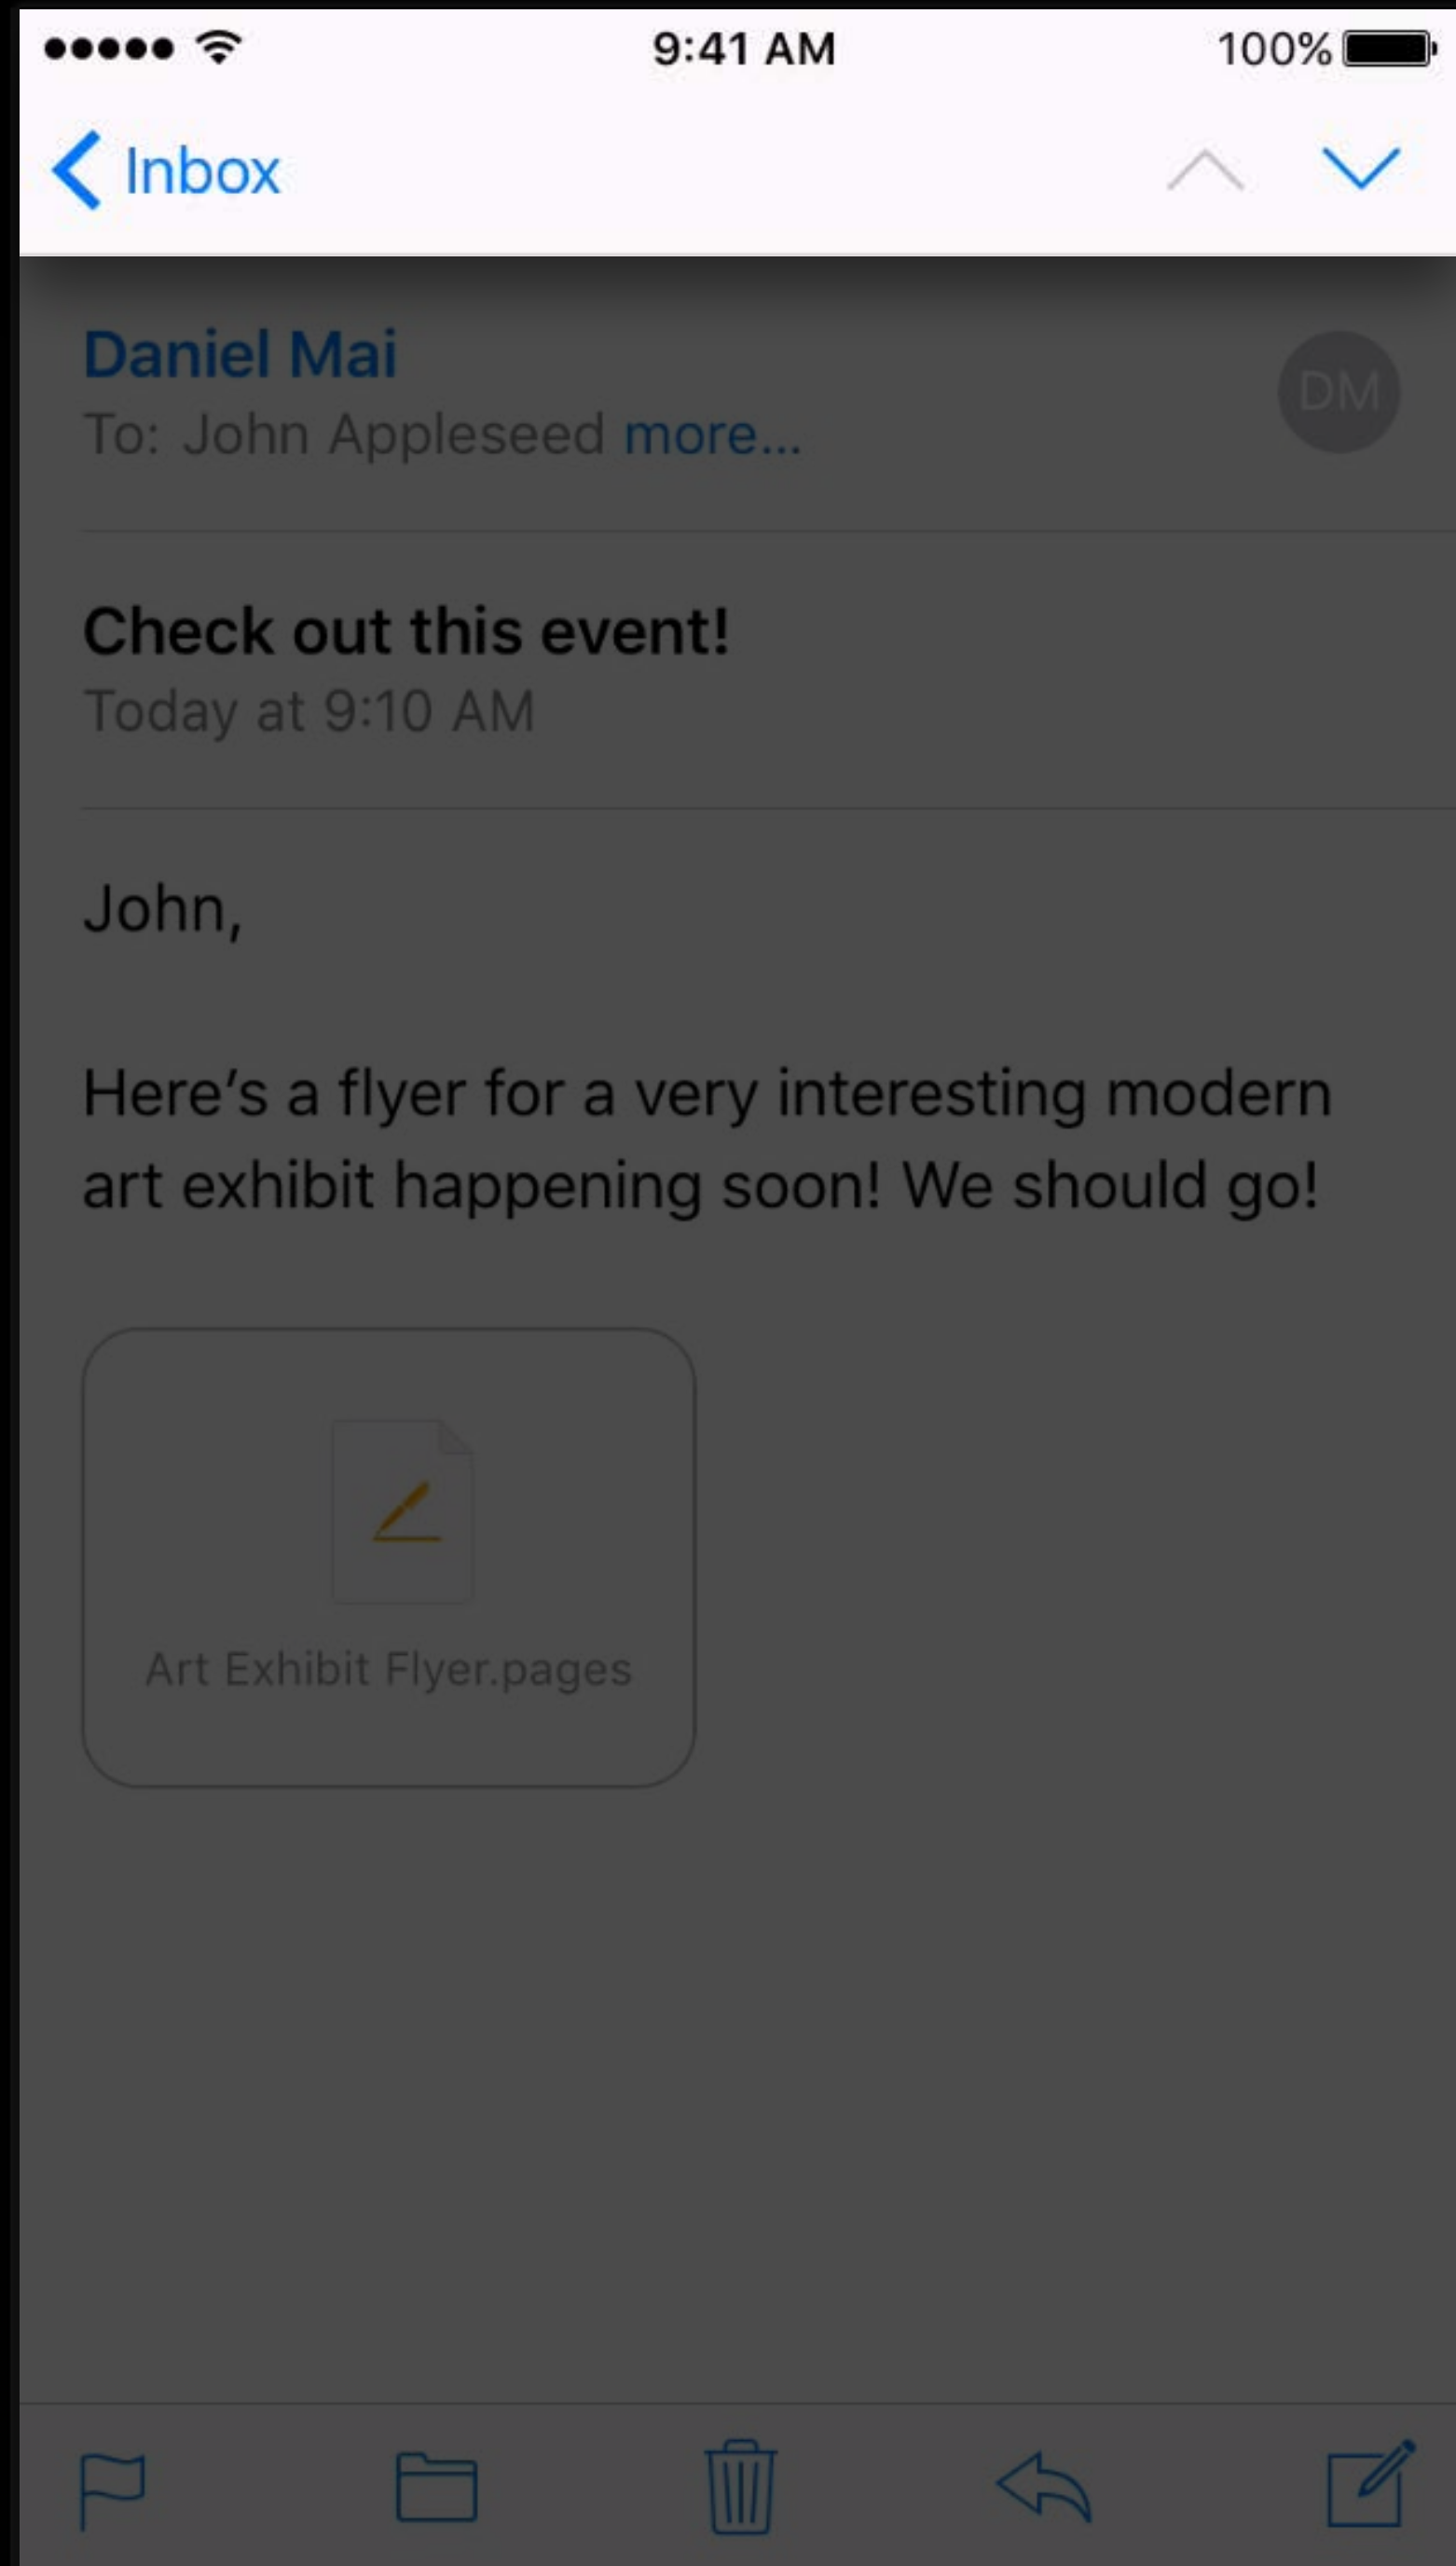 9:41 AM
100%
Inbox
Daniel Mai
DM
To: John Appleseed more...
Check out this event!
Today at 9:10 AM
John,
Here’s a flyer for a very interesting modern
art exhibit happening soon! We should go!
Art Exhibit Flyer.pages